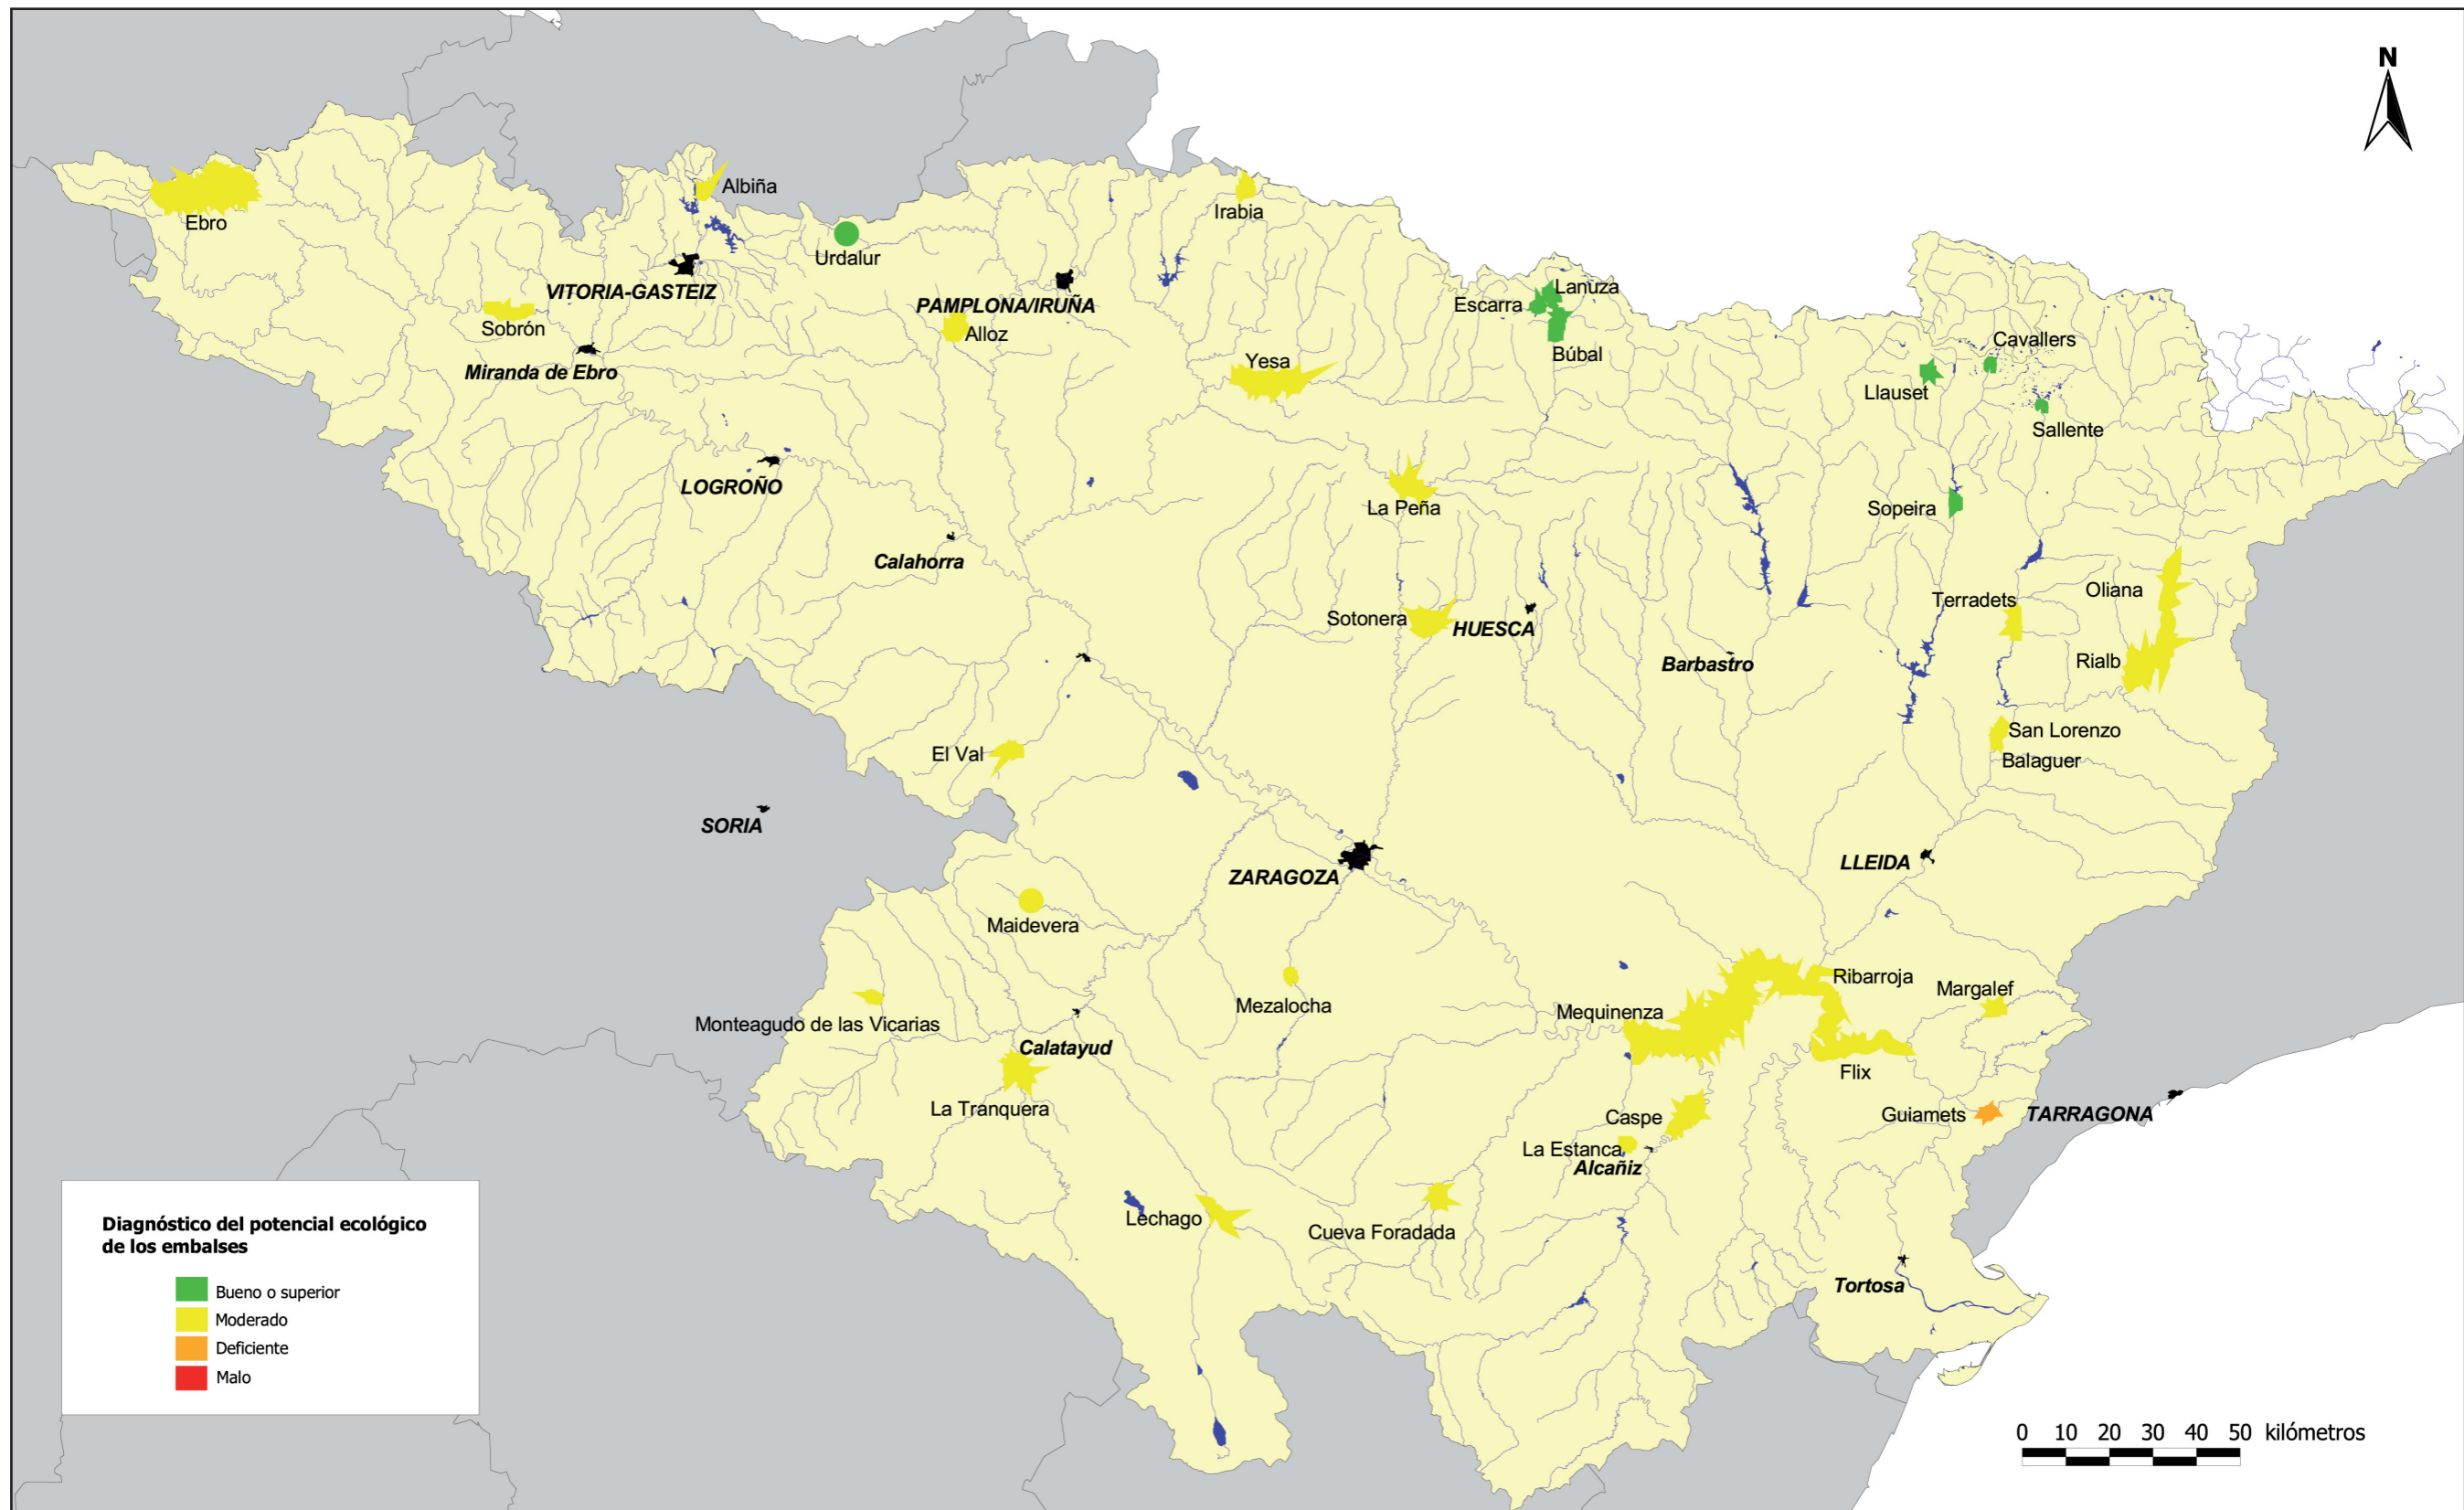 N
Albiña
Ebro
Irabia
Urdalur
VITORIA-GASTEIZ
PAMPLONA/IRUÑA
Lanuza
Escarra
Sobrón
Alloz
Búbal
Cavallers
Yesa
Miranda de Ebro
Llauset
Sallente
LOGROÑO
La Peña
Sopeira
Calahorra
Oliana
Terradets
Sotonera
HUESCA
Barbastro
Rialb
San Lorenzo
El Val
Balaguer
SORIA
LLEIDA
ZARAGOZA
Maidevera
Ribarroja
Margalef
Mezalocha
Mequinenza
Monteagudo de las Vicarias
Calatayud
Flix
La Tranquera
Caspe
Guiamets
TARRAGONA
La Estanca
Alcañiz
Lechago
Cueva Foradada
Tortosa
Diagnóstico del potencial ecológico
de los embalses
Bueno o superior
Moderado
Deficiente
Malo
0 10 20 30 40 50 kilómetros